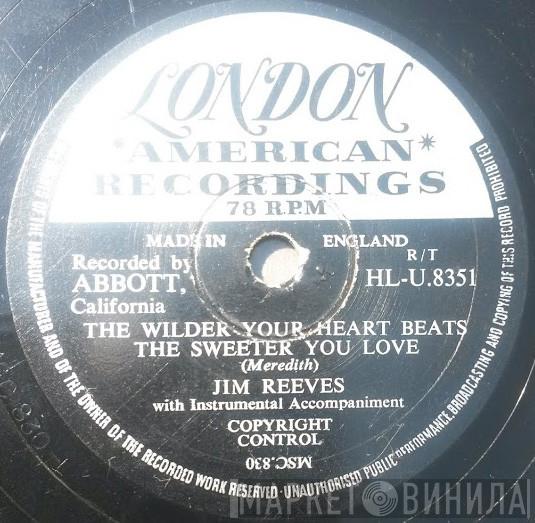 LONDON
*AMERICAN*
RECORDINGS
78 R.P.M
MADE IN ENGLAND
Recorded by
ABBOTT,
California
R/T
HL-U.8351
THE WILDER YOUR HEART BEATS
THE SWEETER YOU LOVE
(Meredith)
JIM REEVES
with Instrumental Accompaniment
COPYRIGHT
CONTROL
MSC.830
OF THE MANUFACTURER AND OF THE OWNER OF THE RECORDED WORK RESERVED · UNAUTHORISED PUBLIC PERFORMANCE, BROADCASTING AND COPYING OF THIS RECORD PROHIBITED
МАРКЕТ ВИНИЛА